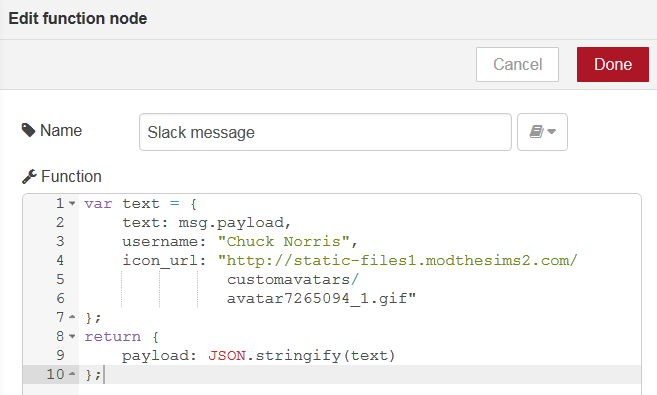 Edit function node
Cancel
Done
Name
Slack message
Function
1 var text = {
2     text: msg.payload,
3     username: "Chuck Norris",
4     icon_url: "http://static-files1.modthesims2.com/
5                customavatars/
6                avatar7265094_1.gif"
7 };
8 return {
9     payload: JSON.stringify(text)
10 };